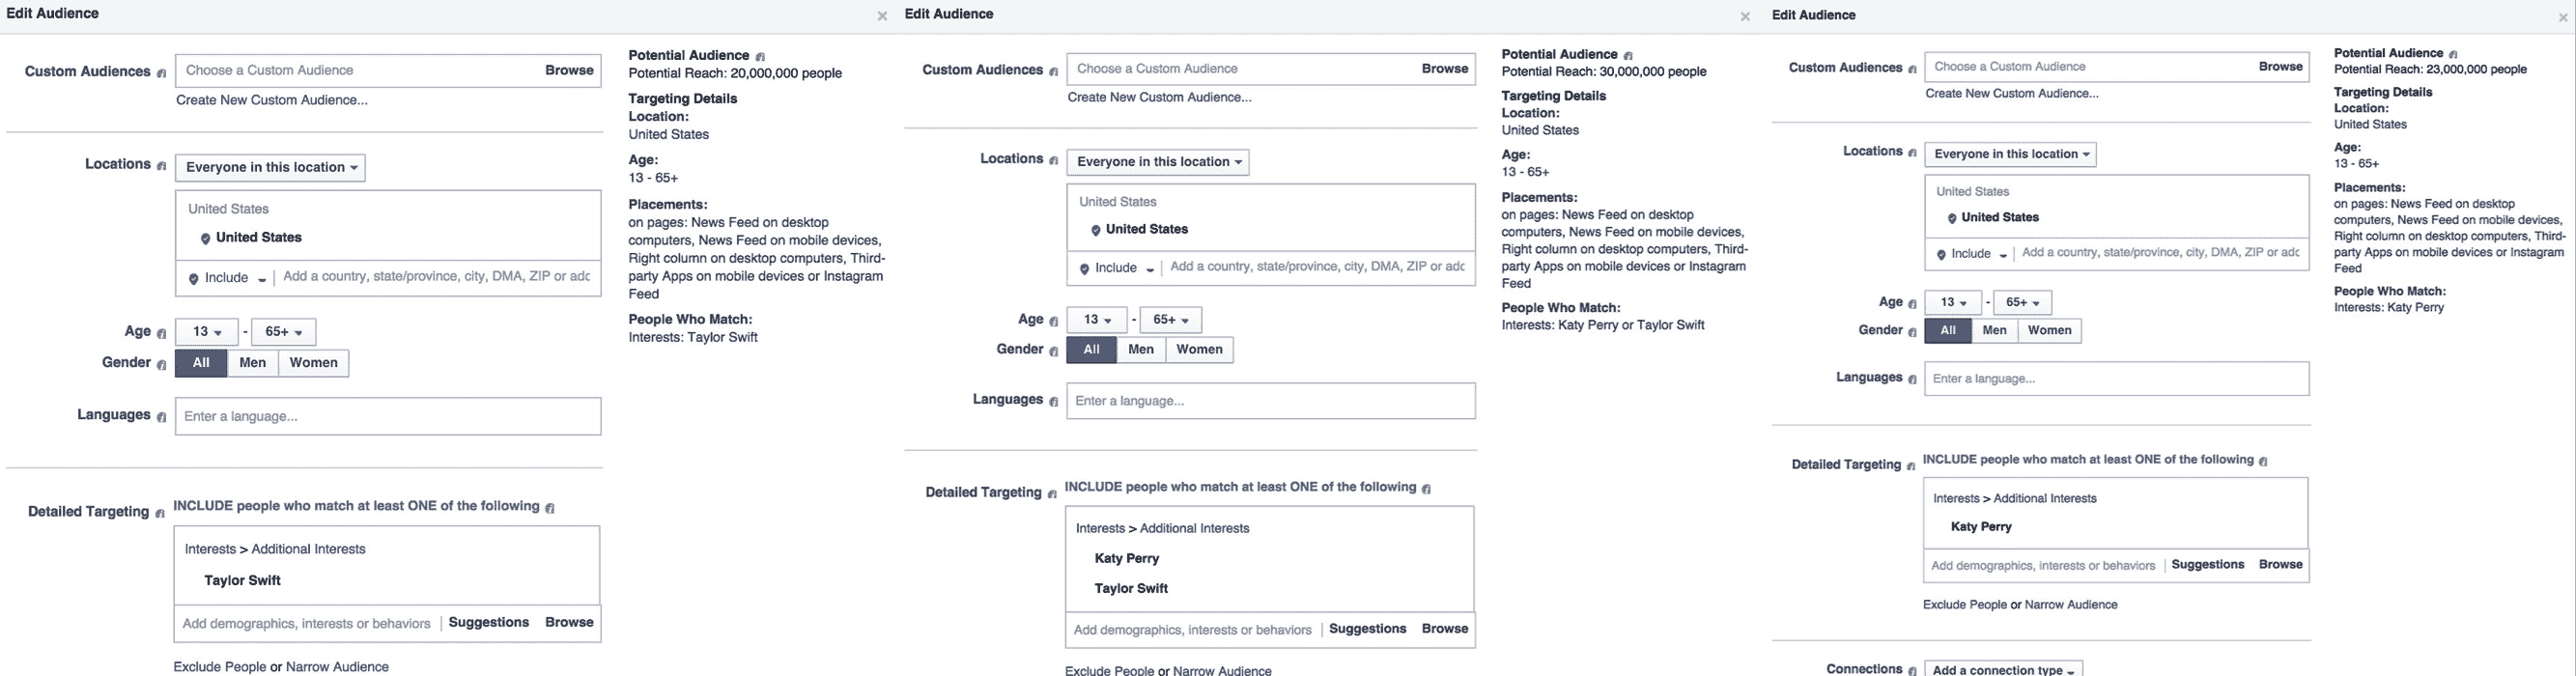 Edit Audience
Custom Audiences
Choose a Custom Audience Browse
Create New Custom Audience...
Locations
Everyone in this location
United States
United States
Include Add a country, state/province, city, DMA, ZIP or adc
Age 13 - 65+
Gender All Men Women
Languages Enter a language...
Detailed Targeting
INCLUDE people who match at least ONE of the following
Interests > Additional Interests
Taylor Swift
Add demographics, interests or behaviors | Suggestions Browse
Exclude People or Narrow Audience
Potential Audience
Potential Reach: 20,000,000 people
Targeting Details
Location:
United States
Age:
13 - 65+
Placements:
on pages: News Feed on desktop
computers, News Feed on mobile devices,
Right column on desktop computers, Third-
party Apps on mobile devices or Instagram
Feed
People Who Match:
Interests: Taylor Swift
Edit Audience
Custom Audiences
Choose a Custom Audience Browse
Create New Custom Audience...
Locations
Everyone in this location
United States
United States
Include Add a country, state/province, city, DMA, ZIP or adc
Age 13 - 65+
Gender All Men Women
Languages Enter a language...
Detailed Targeting
INCLUDE people who match at least ONE of the following
Interests > Additional Interests
Katy Perry
Taylor Swift
Add demographics, interests or behaviors | Suggestions Browse
Exclude People or Narrow Audience
Potential Audience
Potential Reach: 30,000,000 people
Targeting Details
Location:
United States
Age:
13 - 65+
Placements:
on pages: News Feed on desktop
computers, News Feed on mobile devices,
Right column on desktop computers, Third-
party Apps on mobile devices or Instagram
Feed
People Who Match:
Interests: Katy Perry or Taylor Swift
Edit Audience
Custom Audiences
Choose a Custom Audience Browse
Create New Custom Audience...
Locations
Everyone in this location
United States
United States
Include Add a country, state/province, city, DMA, ZIP or adc
Age 13 - 65+
Gender All Men Women
Languages Enter a language...
Detailed Targeting
INCLUDE people who match at least ONE of the following
Interests > Additional Interests
Katy Perry
Add demographics, interests or behaviors | Suggestions Browse
Exclude People or Narrow Audience
Connections Add a connection type
Potential Audience
Potential Reach: 23,000,000 people
Targeting Details
Location:
United States
Age:
13 - 65+
Placements:
on pages: News Feed on desktop
computers, News Feed on mobile devices,
Right column on desktop computers, Third-
party Apps on mobile devices or Instagram
Feed
People Who Match:
Interests: Katy Perry